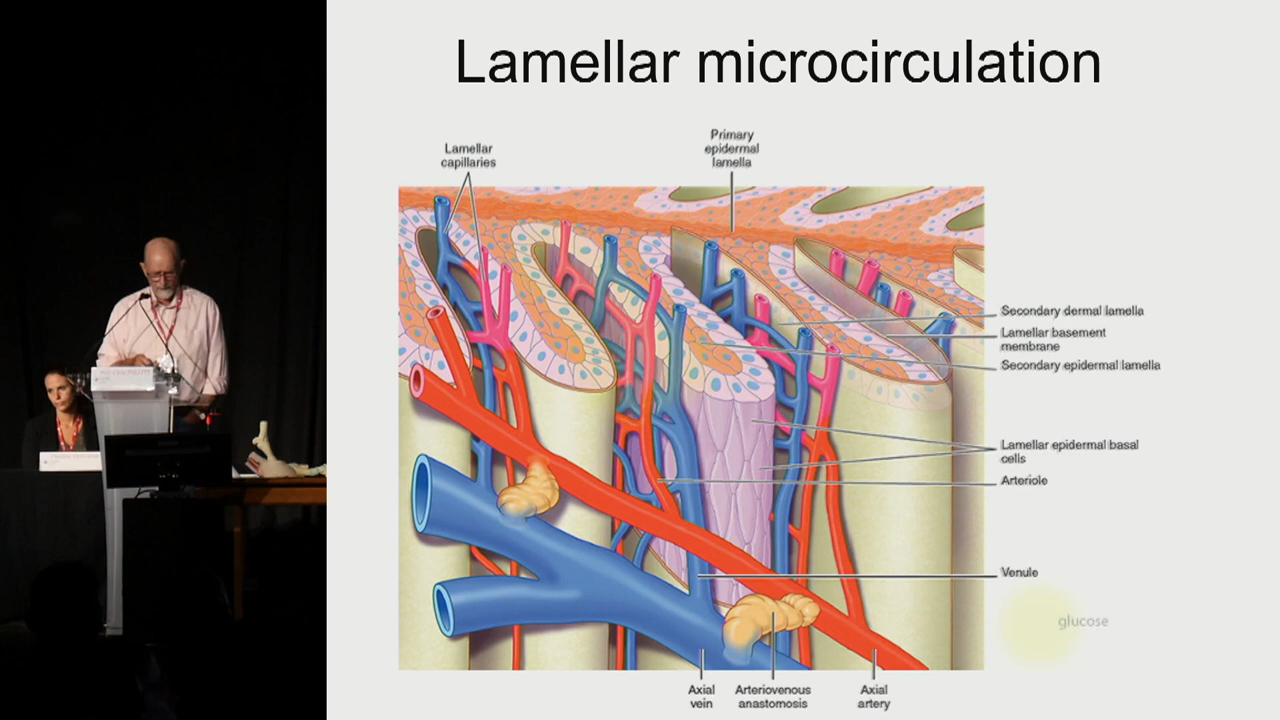 Lamellar microcirculation
Lamellar
capillaries
Primary
epidermal
lamella
Secondary dermal lamella
Lamellar basement
membrane
Secondary epidermal lamella
Lamellar epidermal basal
cells
Arteriole
Venule
glucose
Axial
vein
Arteriovenous
anastomosis
Axial
artery